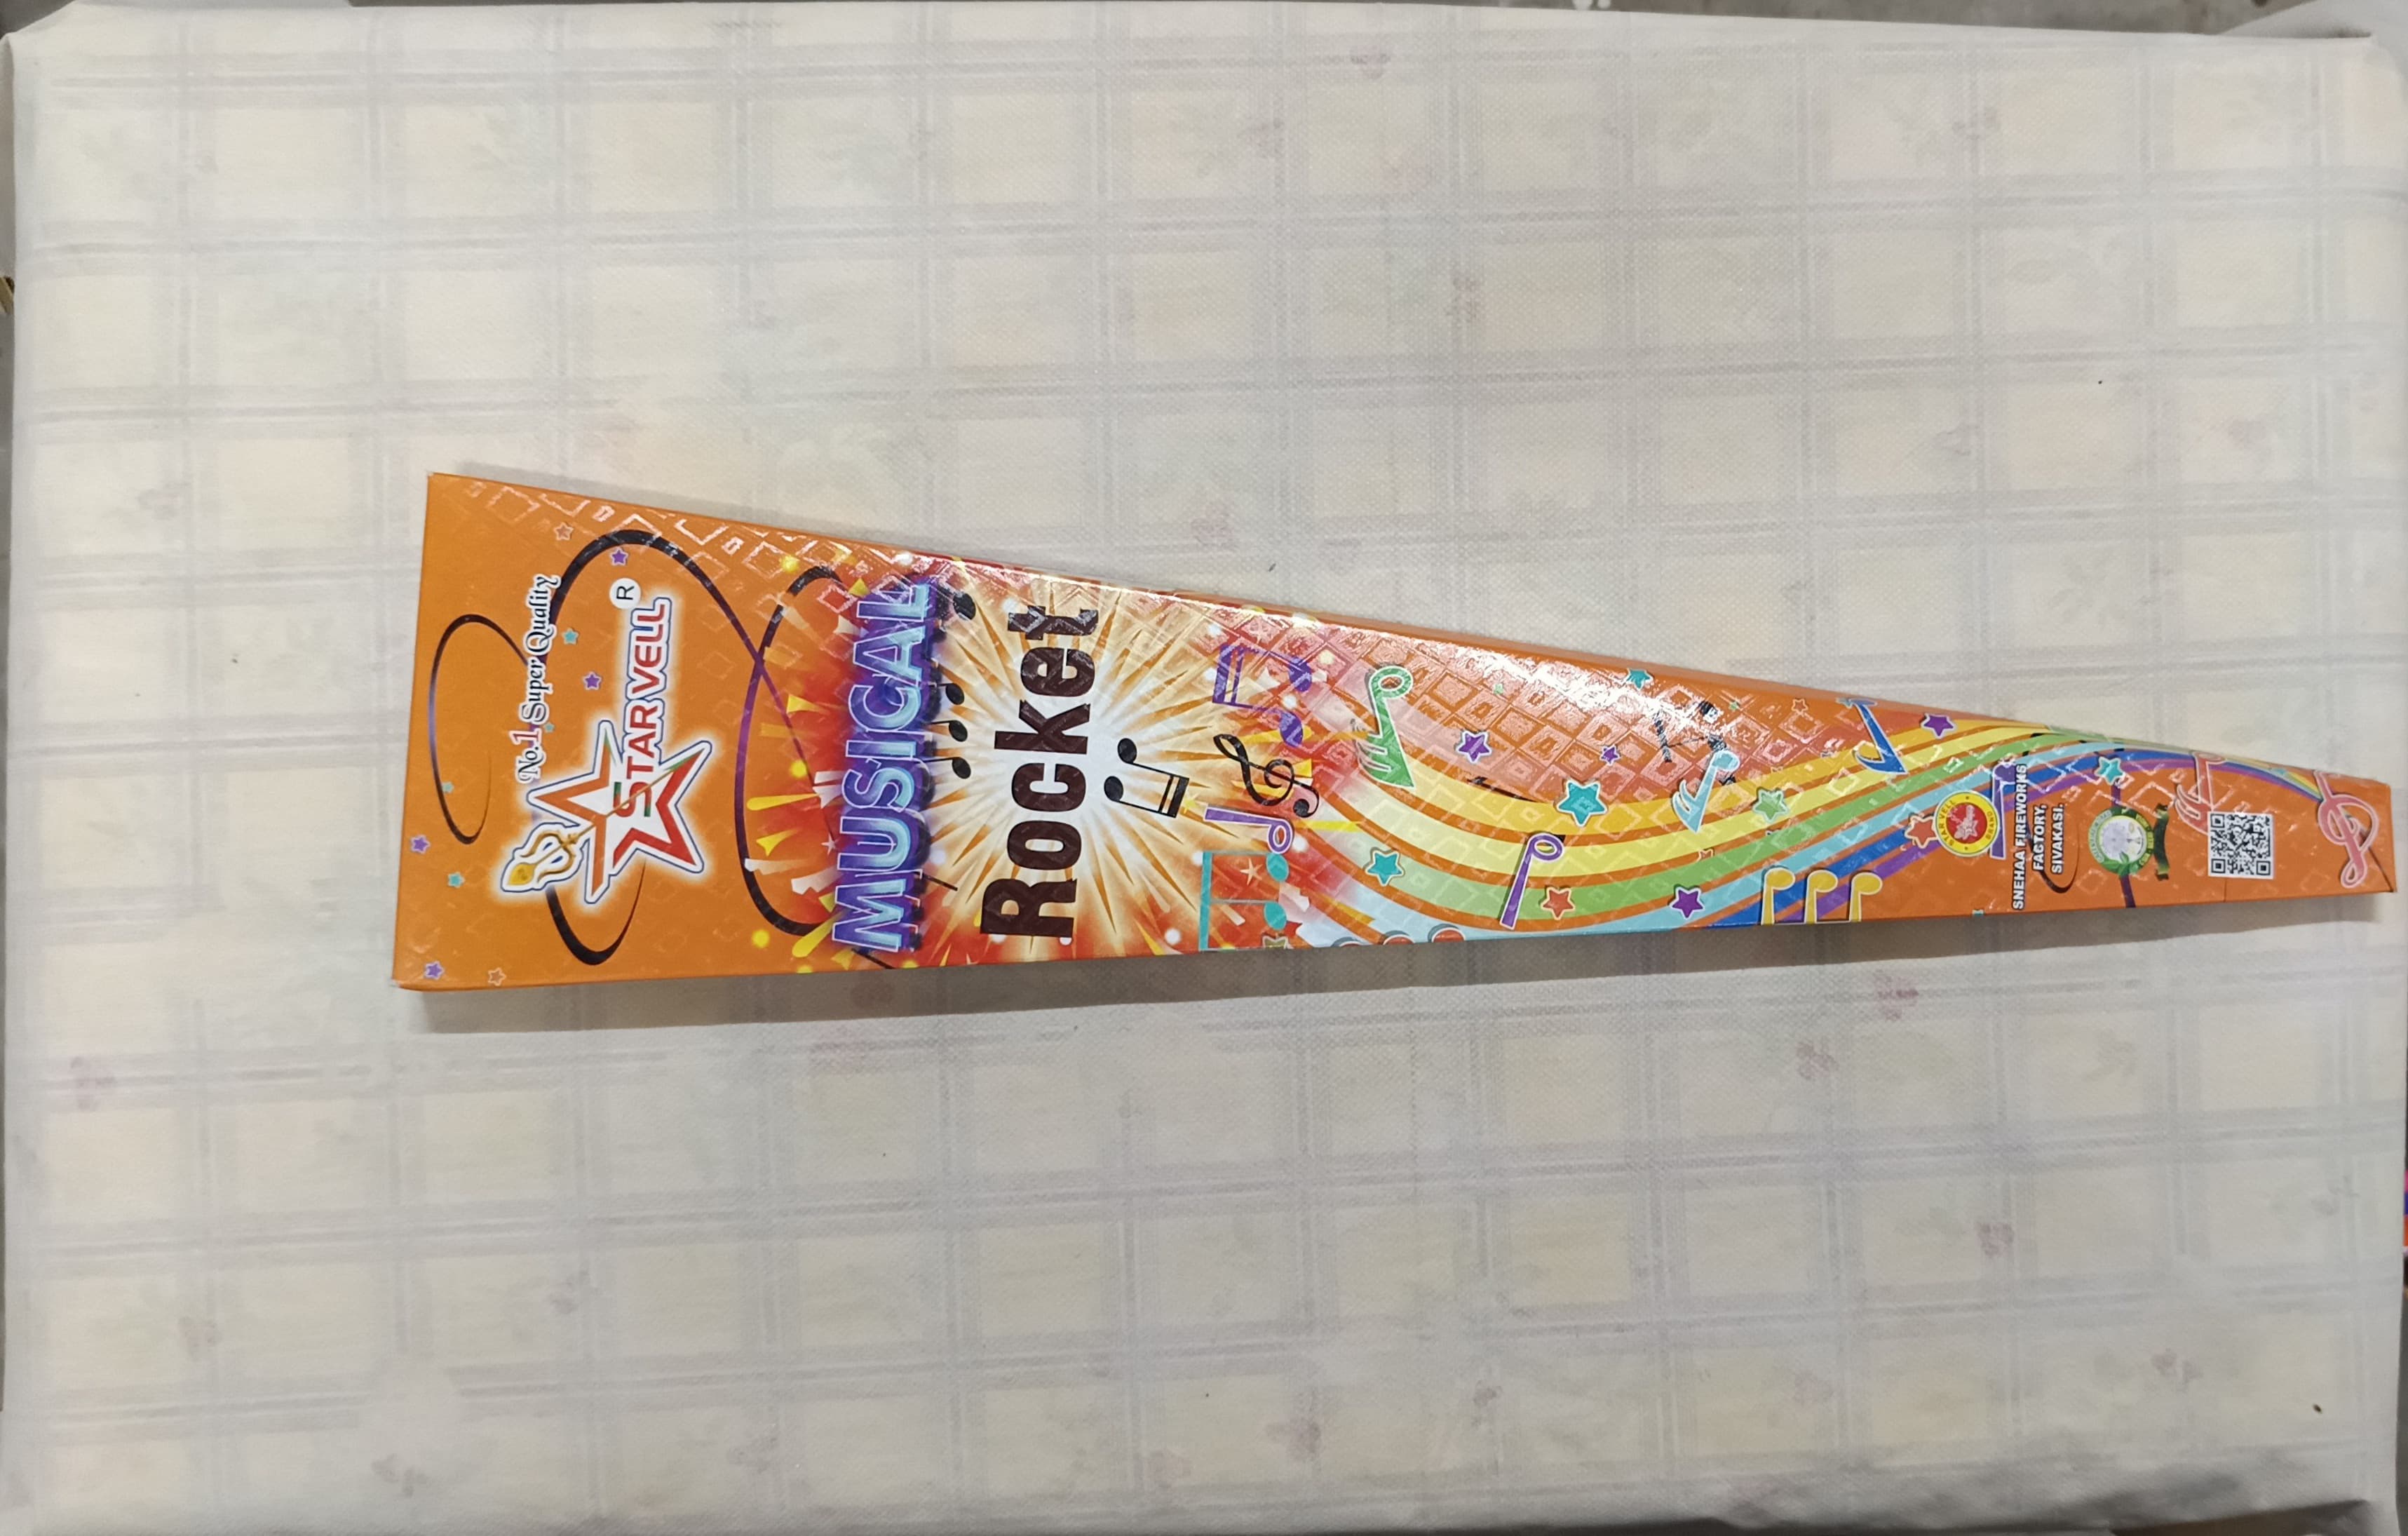 No.1 Super Quality
STARVELL ®
MUSICAL
Rocket
SNEHAA FIREWORKS
FACTORY,
SIVAKASI.